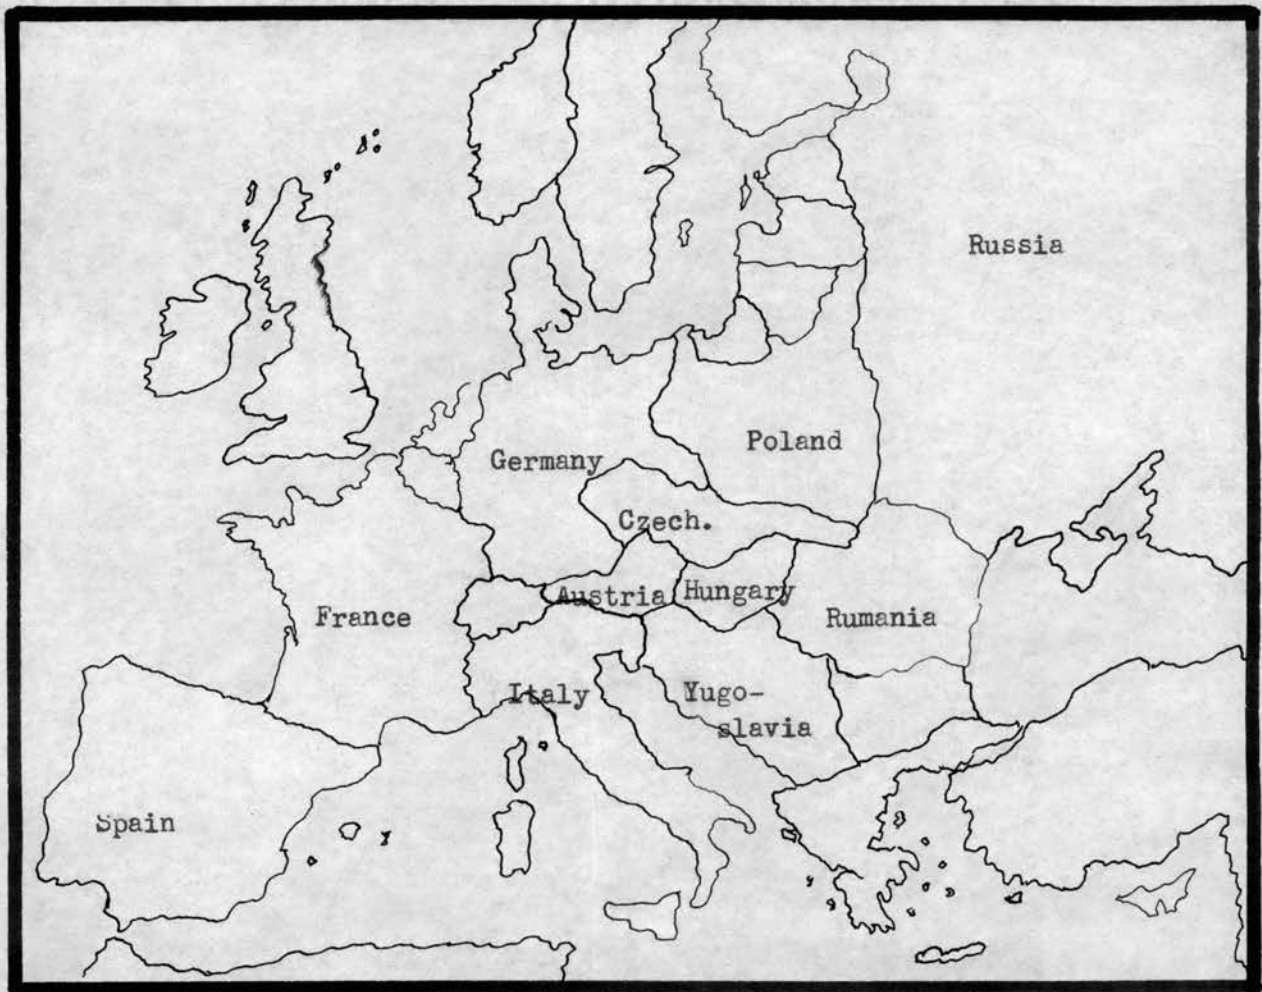 Russia
Poland
Germany
Czech.
Austria
Hungary
France
Rumania
Italy
Yugo-
slavia
Spain